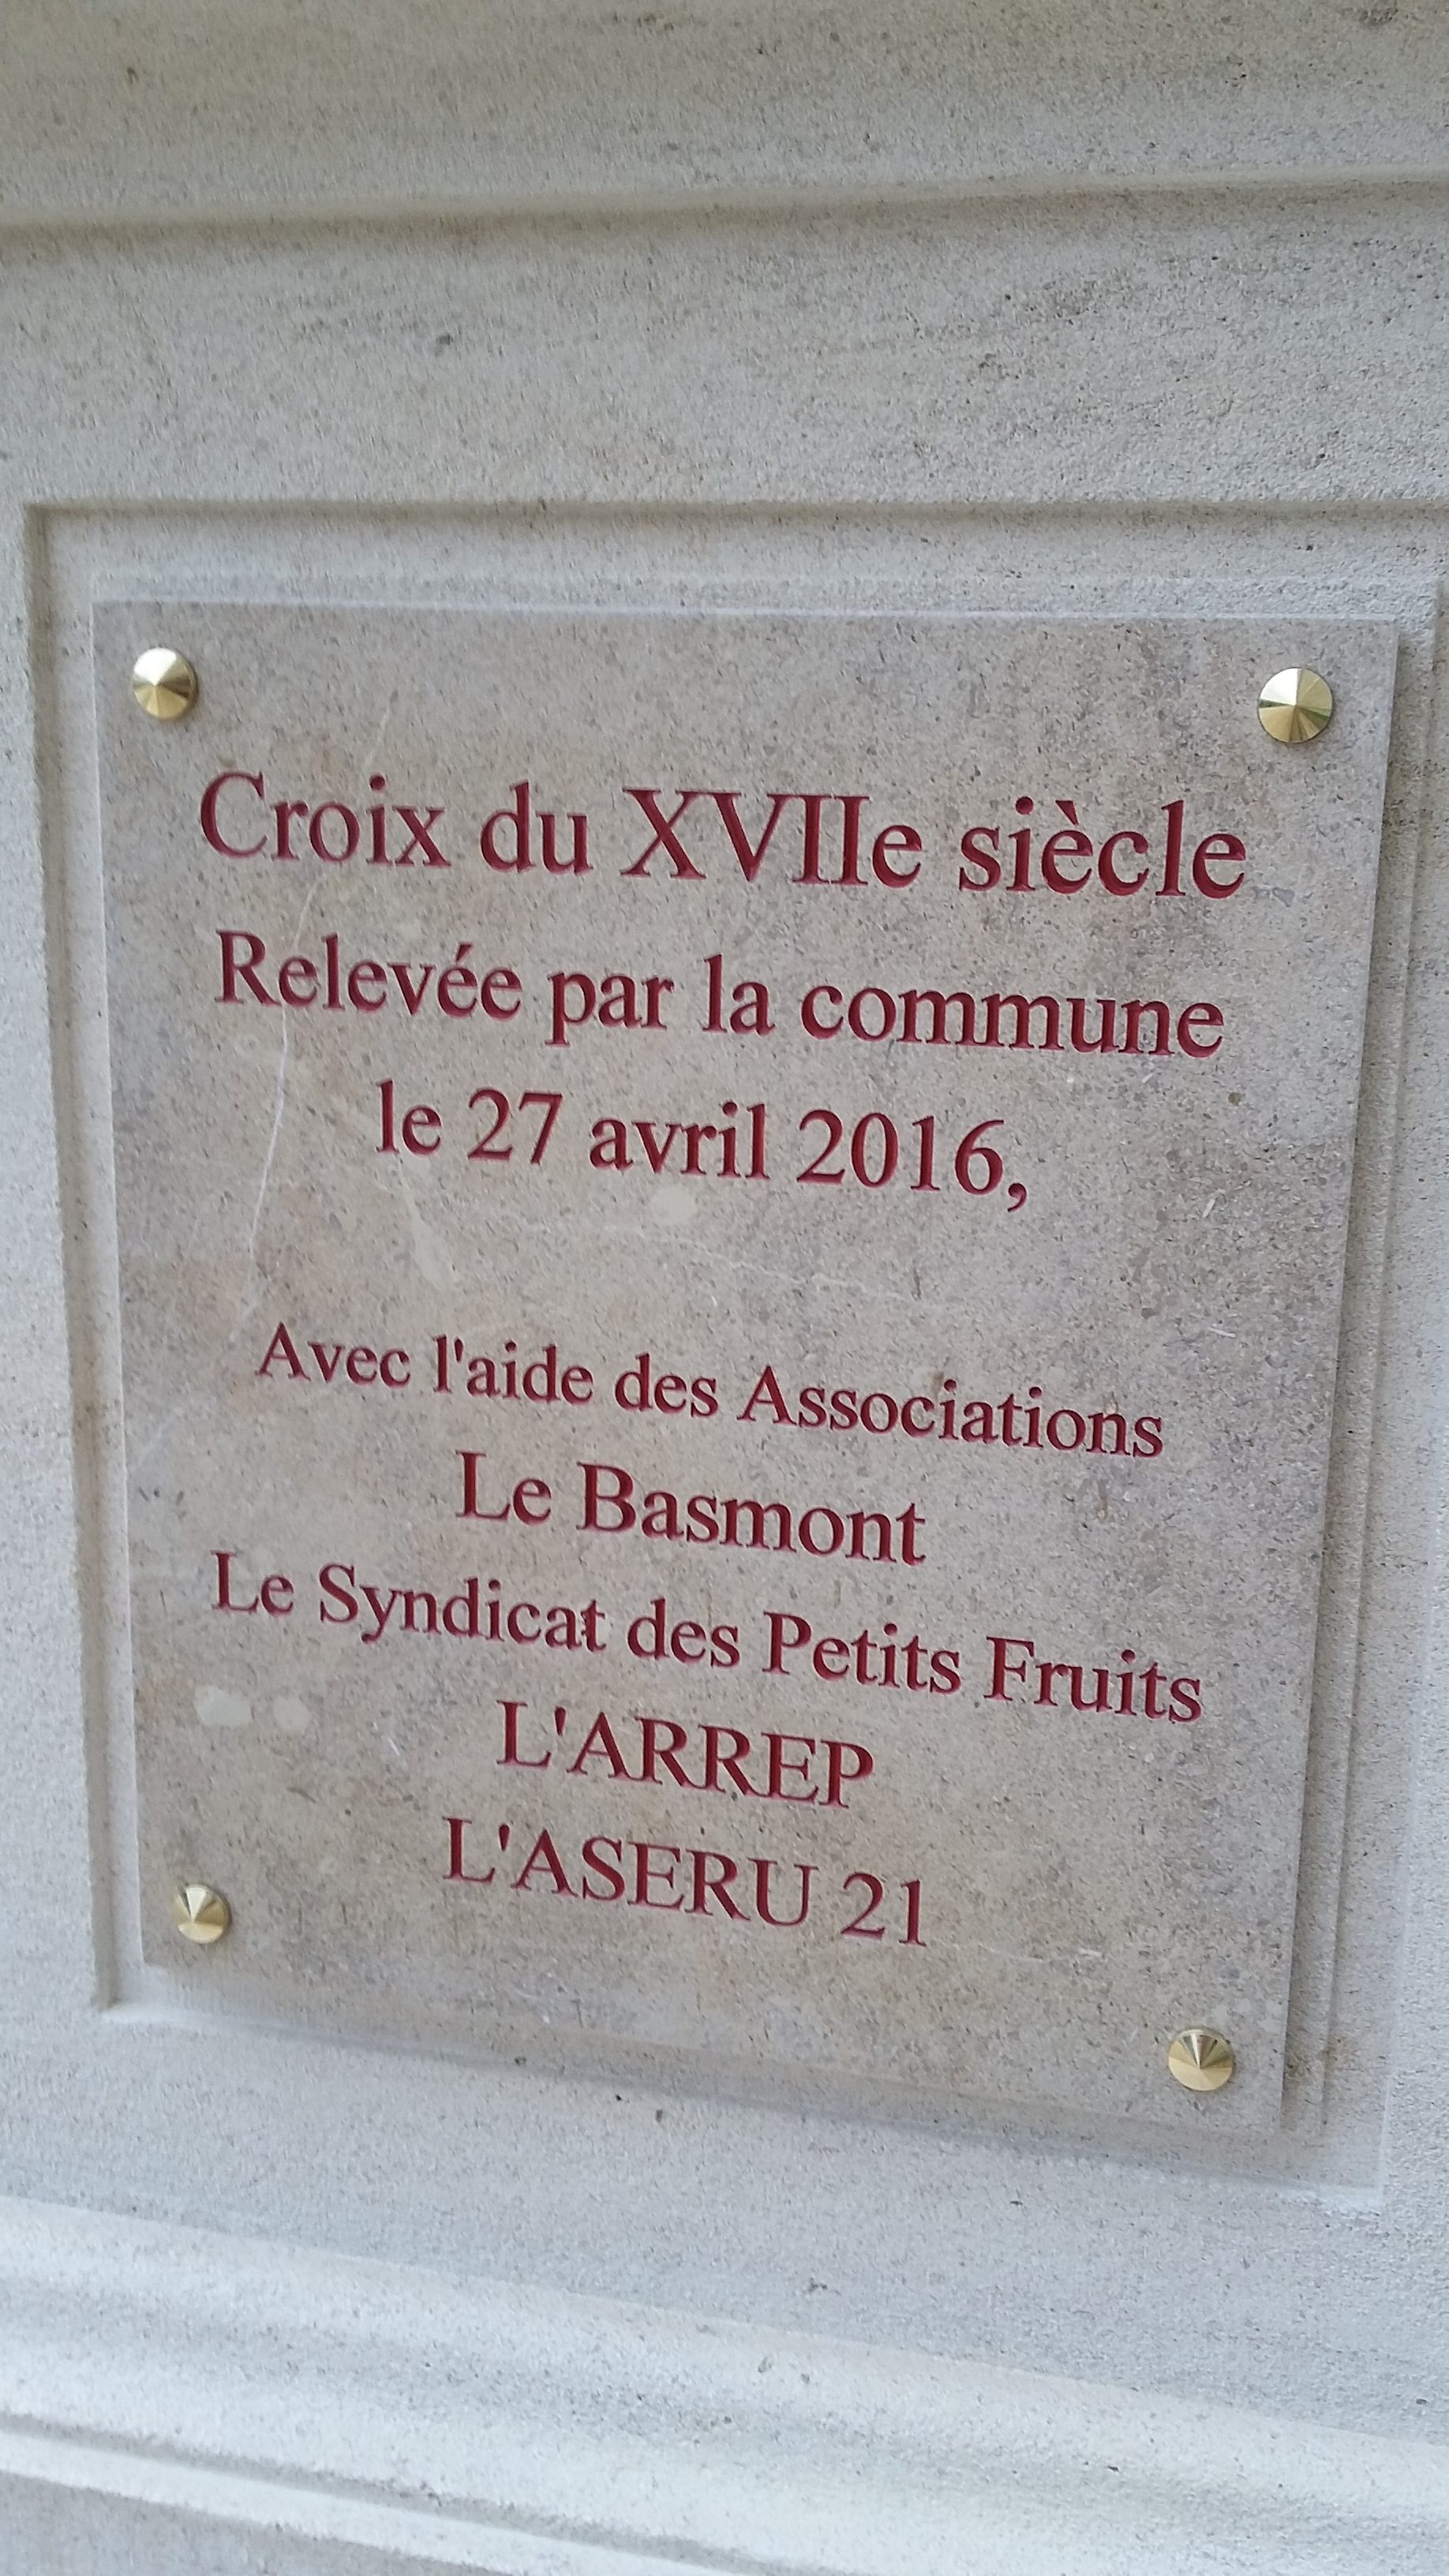 Croix du XVIIe siècle
Relevée par la commune
le 27 avril 2016,
Avec l'aide des Associations
Le Basmont
Le Syndicat des Petits Fruits
L'ARREP
L'ASERU 21